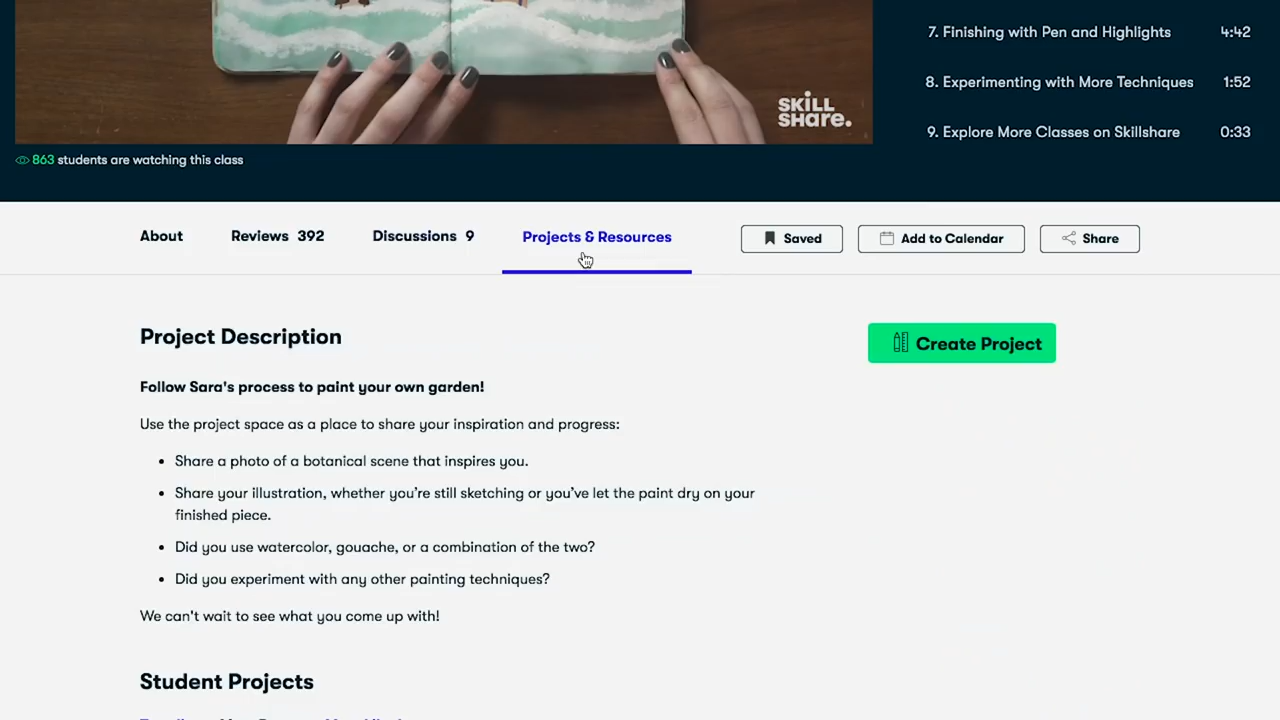 7. Finishing with Pen and Highlights 4:42
8. Experimenting with More Techniques 1:52
9. Explore More Classes on Skillshare 0:33
SKILL
SHARE.
863 students are watching this class
About
Reviews 392
Discussions 9
Projects & Resources
Saved
Add to Calendar
Share
Project Description
Create Project
Follow Sara's process to paint your own garden!
Use the project space as a place to share your inspiration and progress:
• Share a photo of a botanical scene that inspires you.
• Share your illustration, whether you're still sketching or you've let the paint dry on your
finished piece.
• Did you use watercolor, gouache, or a combination of the two?
• Did you experiment with any other painting techniques?
We can't wait to see what you come up with!
Student Projects